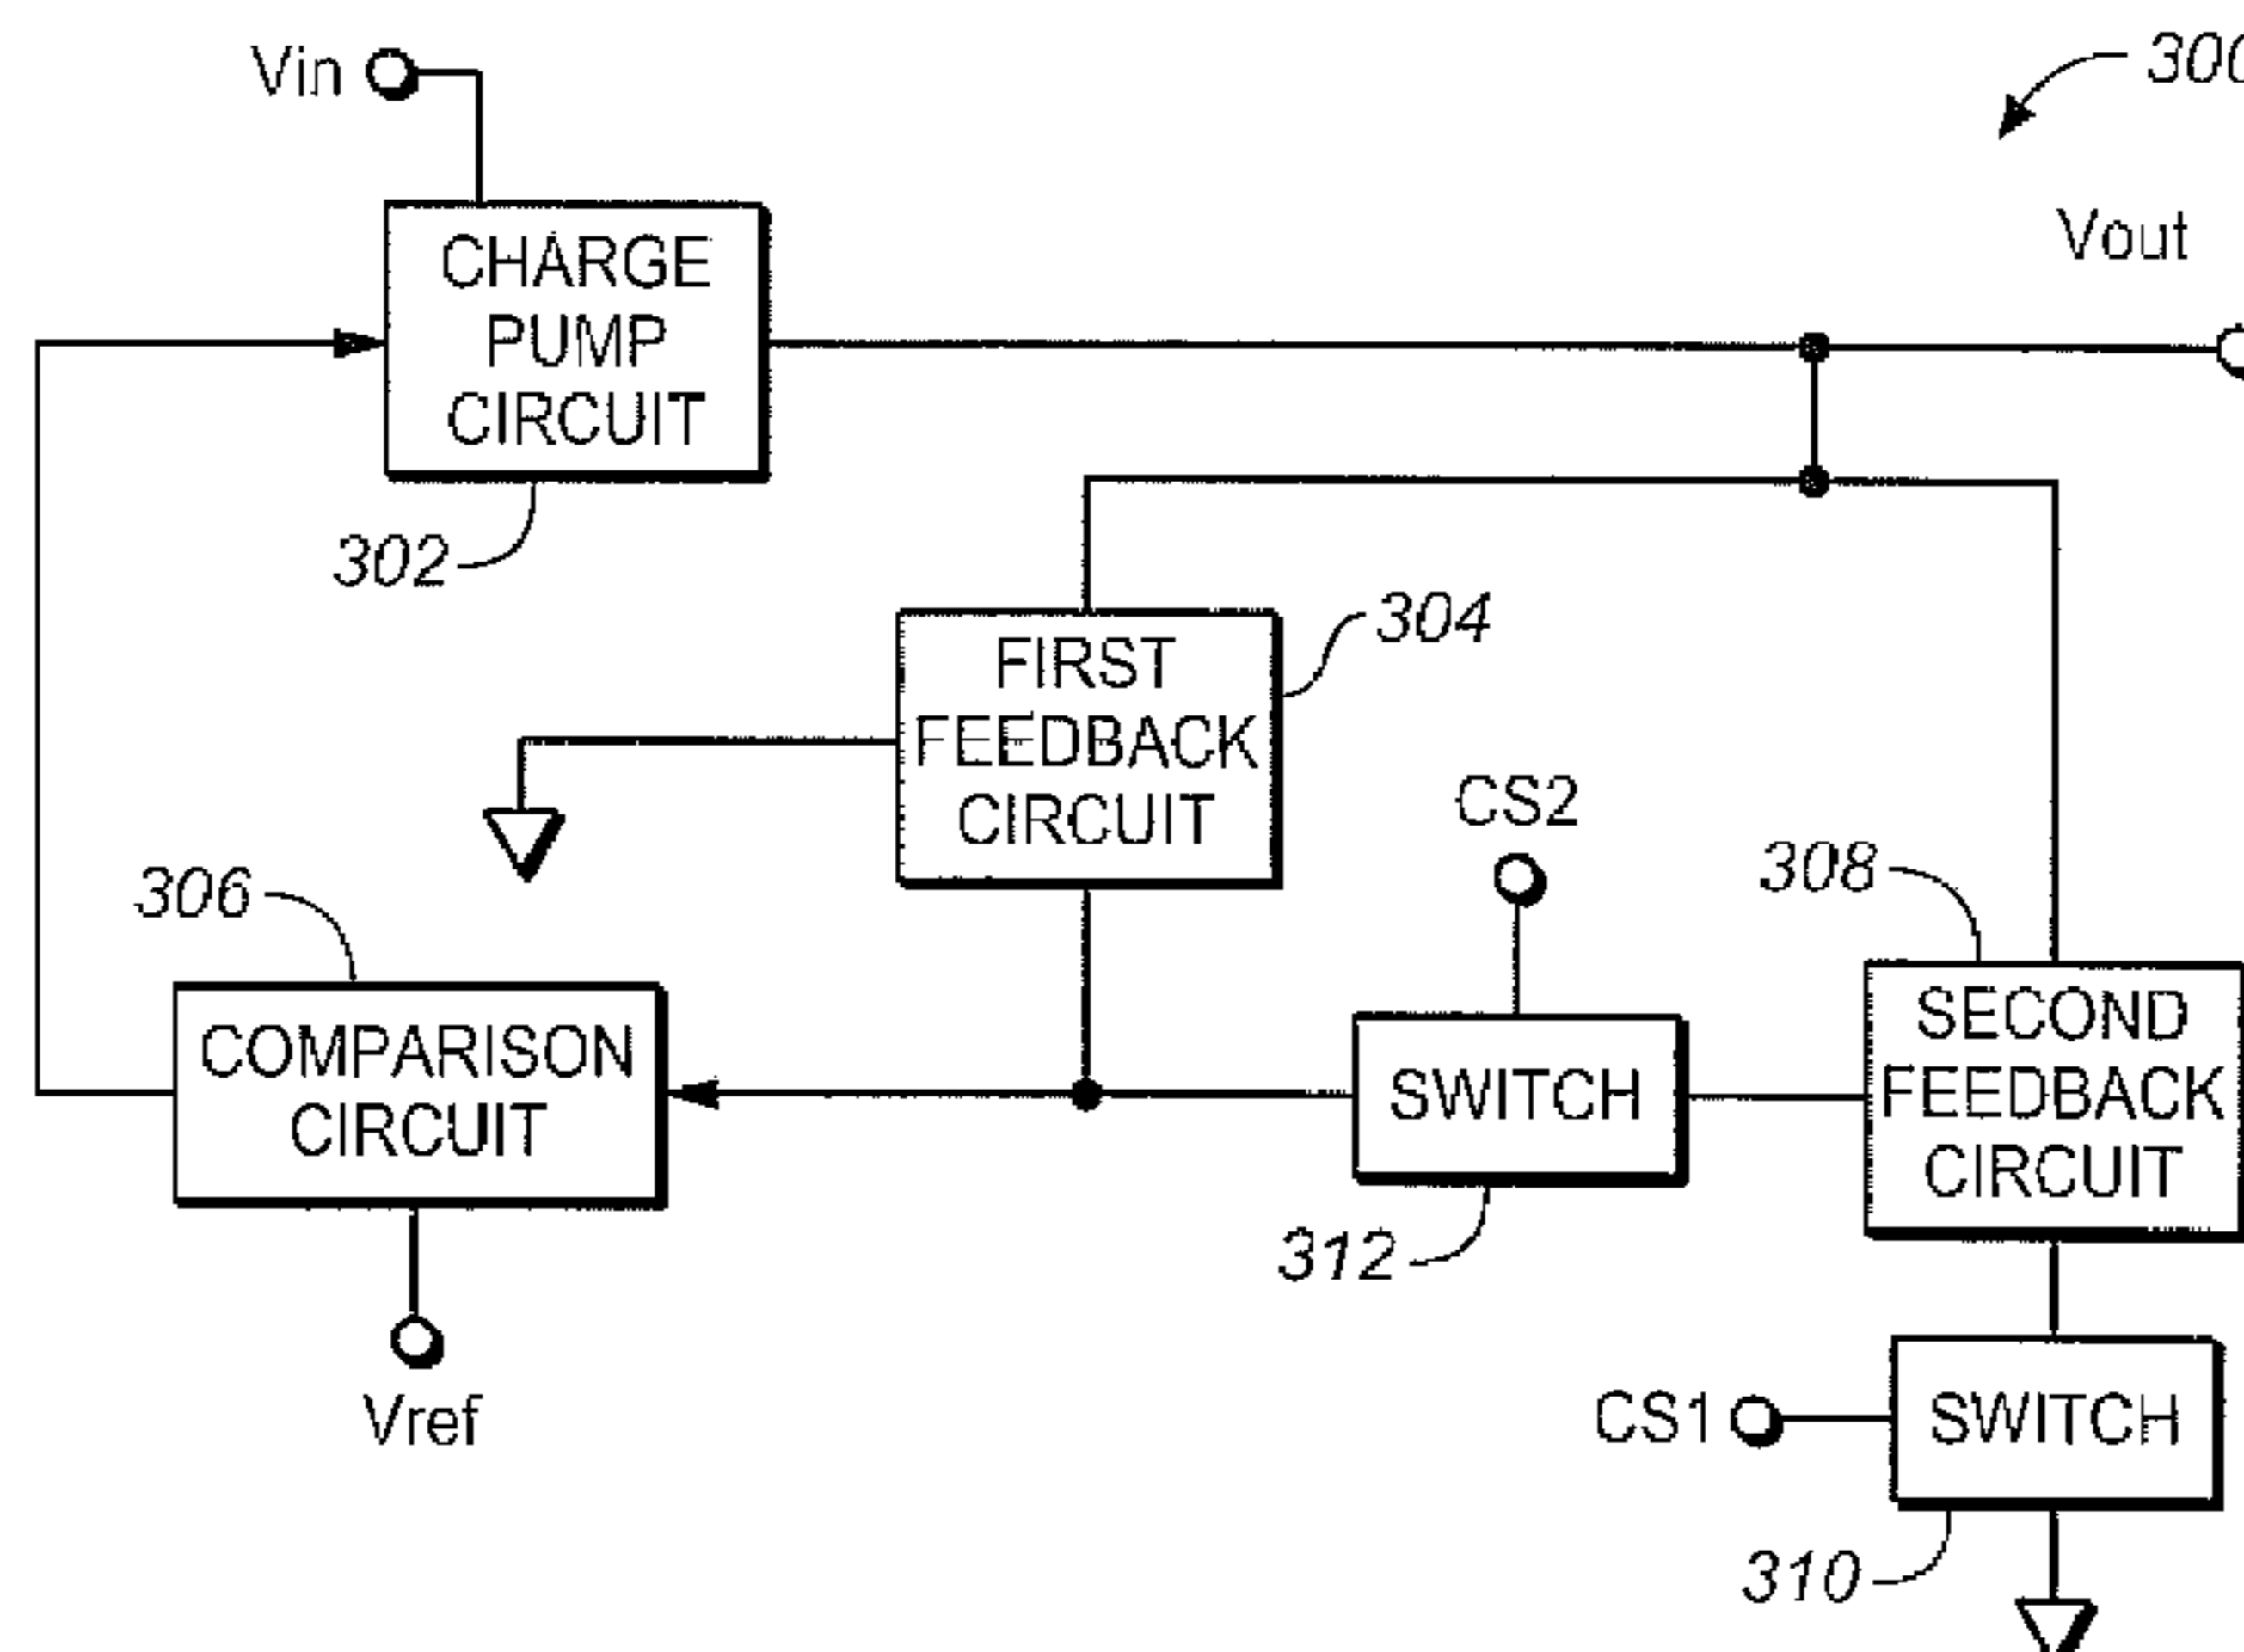 Vin
300
Vout
CHARGE
PUMP
CIRCUIT
302
FIRST
FEEDBACK
CIRCUIT
304
CS2
308
306
COMPARISON
CIRCUIT
SWITCH
SECOND
FEEDBACK
CIRCUIT
312
Vref
CS1
SWITCH
310